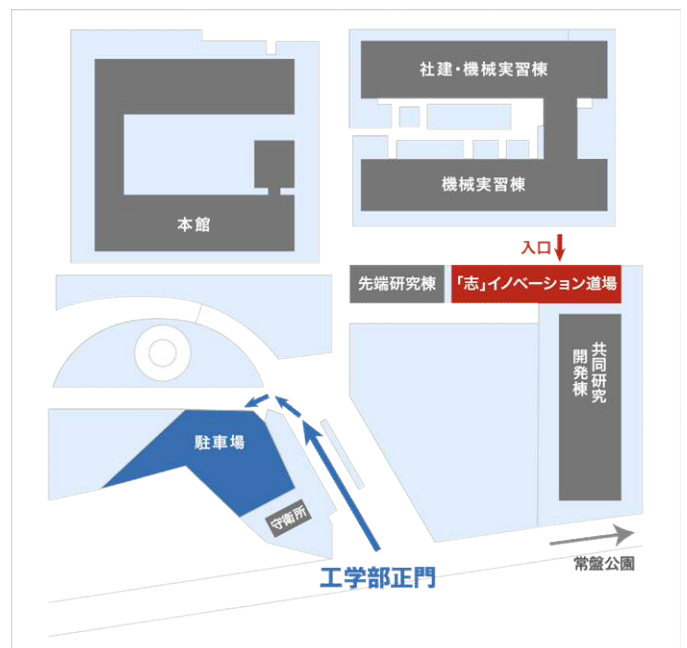 社建・機械実習棟
機械実習棟
本館
入口
先端研究棟
「志」イノベーション道場
共同研究
開発棟
駐車場
守衛所
常盤公園
工学部正門